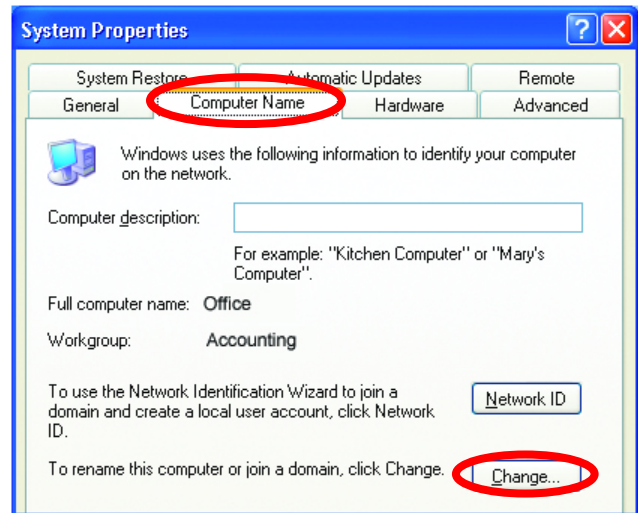 System Properties
System Restore Automatic Updates Remote
General Computer Name Hardware Advanced
Windows uses the following information to identify your computer
on the network.
Computer description:
For example: "Kitchen Computer" or "Mary's
Computer".
Full computer name: Office
Workgroup: Accounting
To use the Network Identification Wizard to join a
domain and create a local user account, click Network
ID.
Network ID
To rename this computer or join a domain, click Change.
Change...